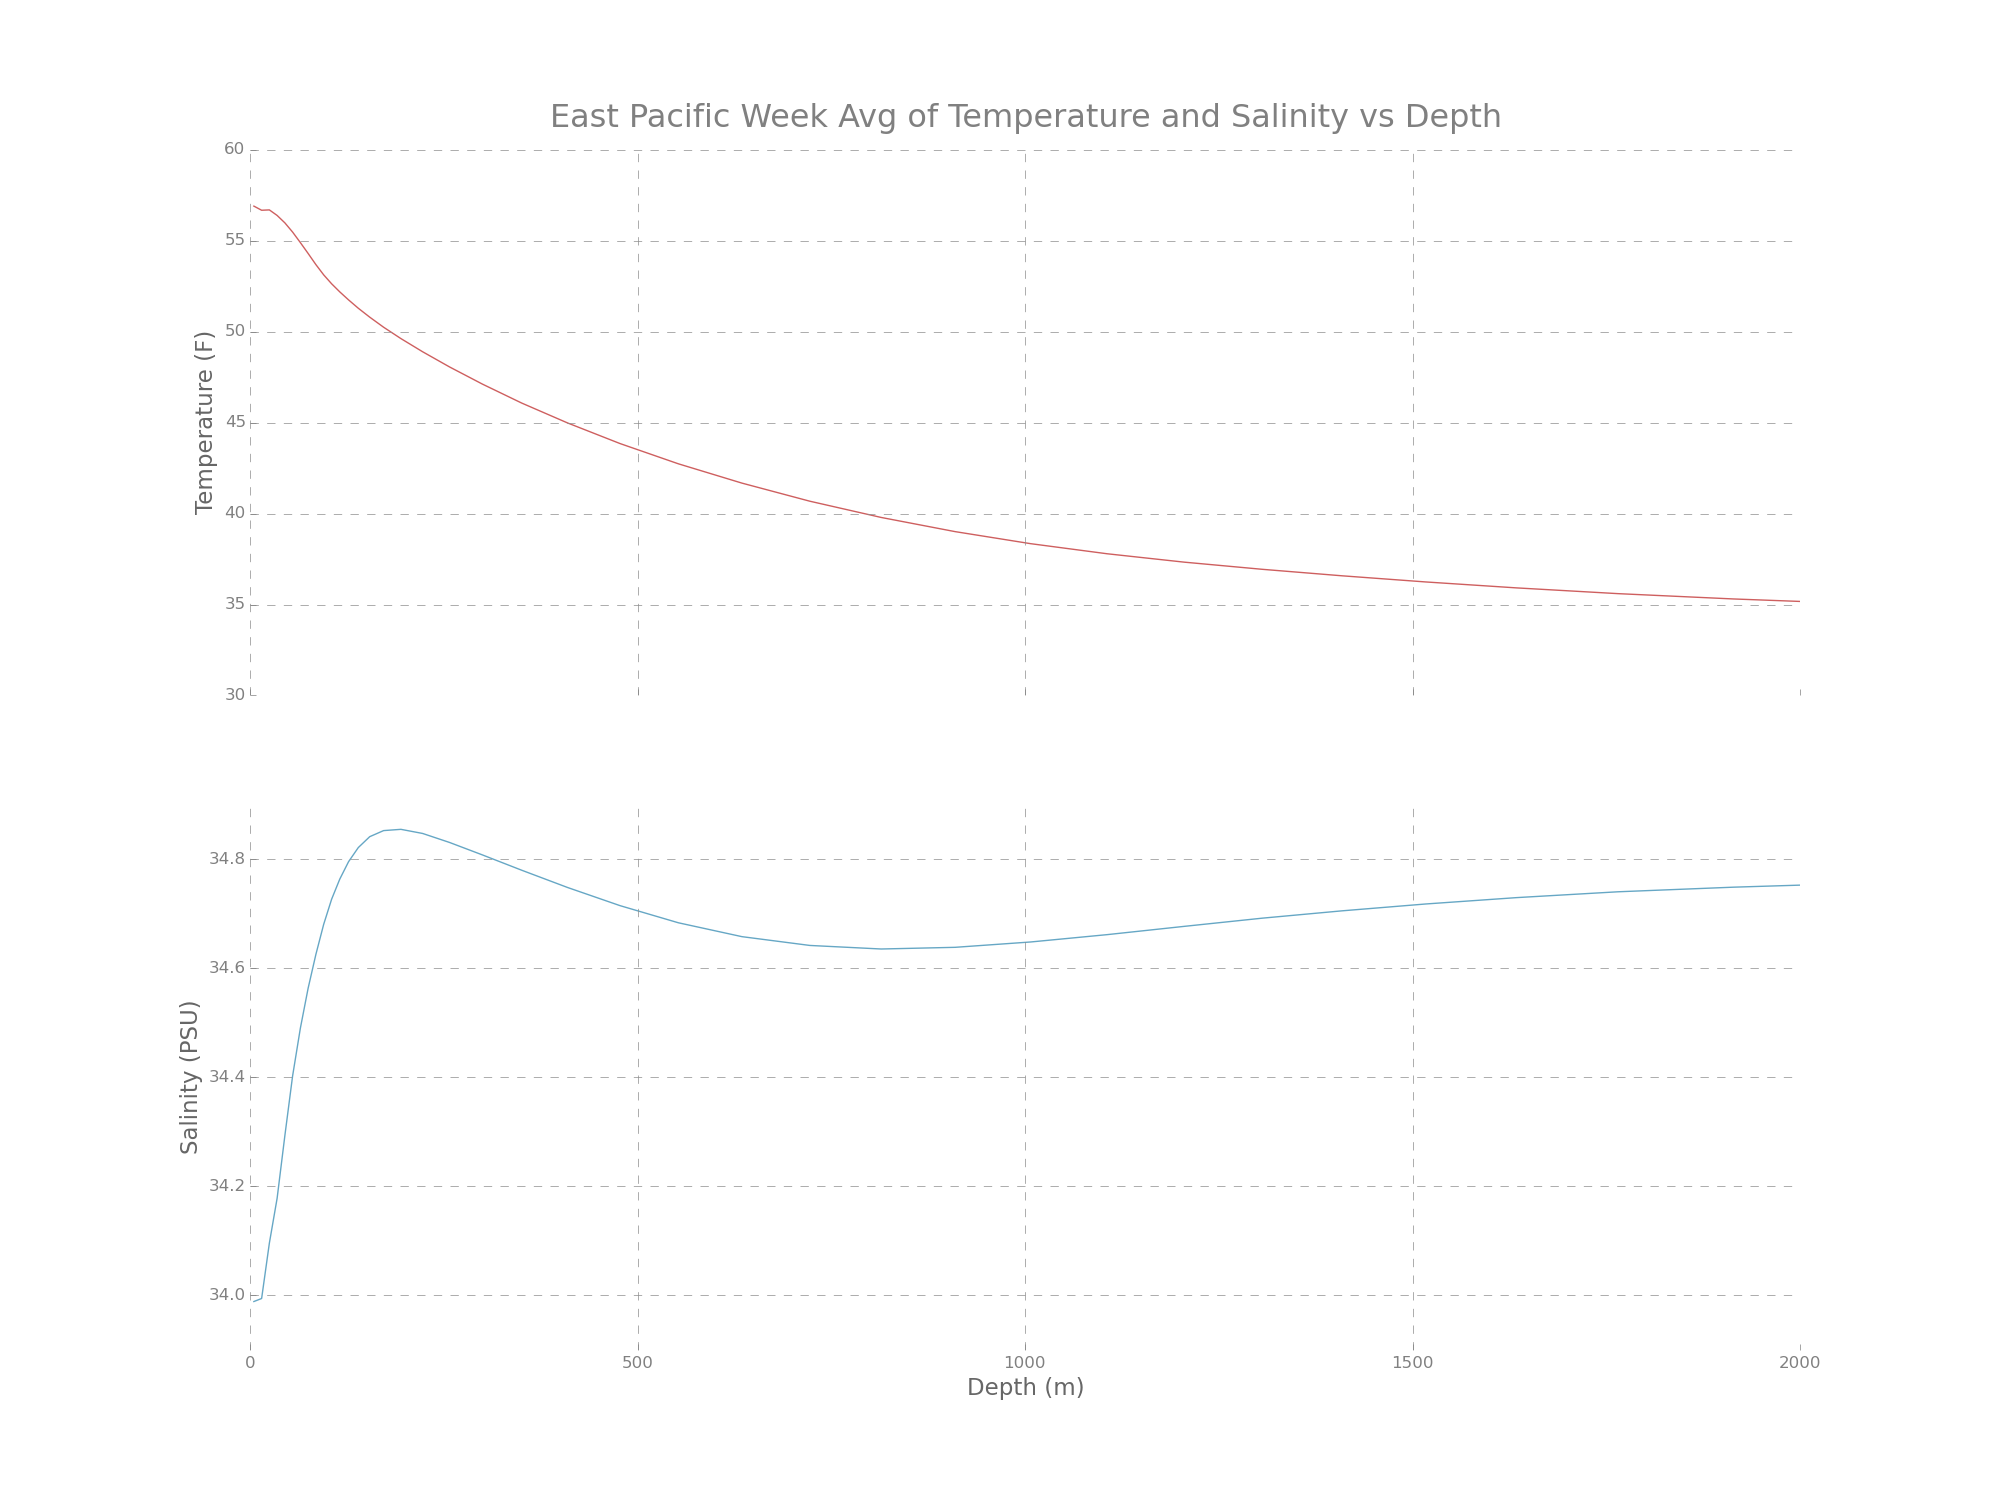 East Pacific Week Avg of Temperature and Salinity vs Depth
60
55
50
45
40
35
30
Temperature (F)
34.8
34.6
34.4
34.2
34.0
Salinity (PSU)
0 500 1000 1500 2000
Depth (m)